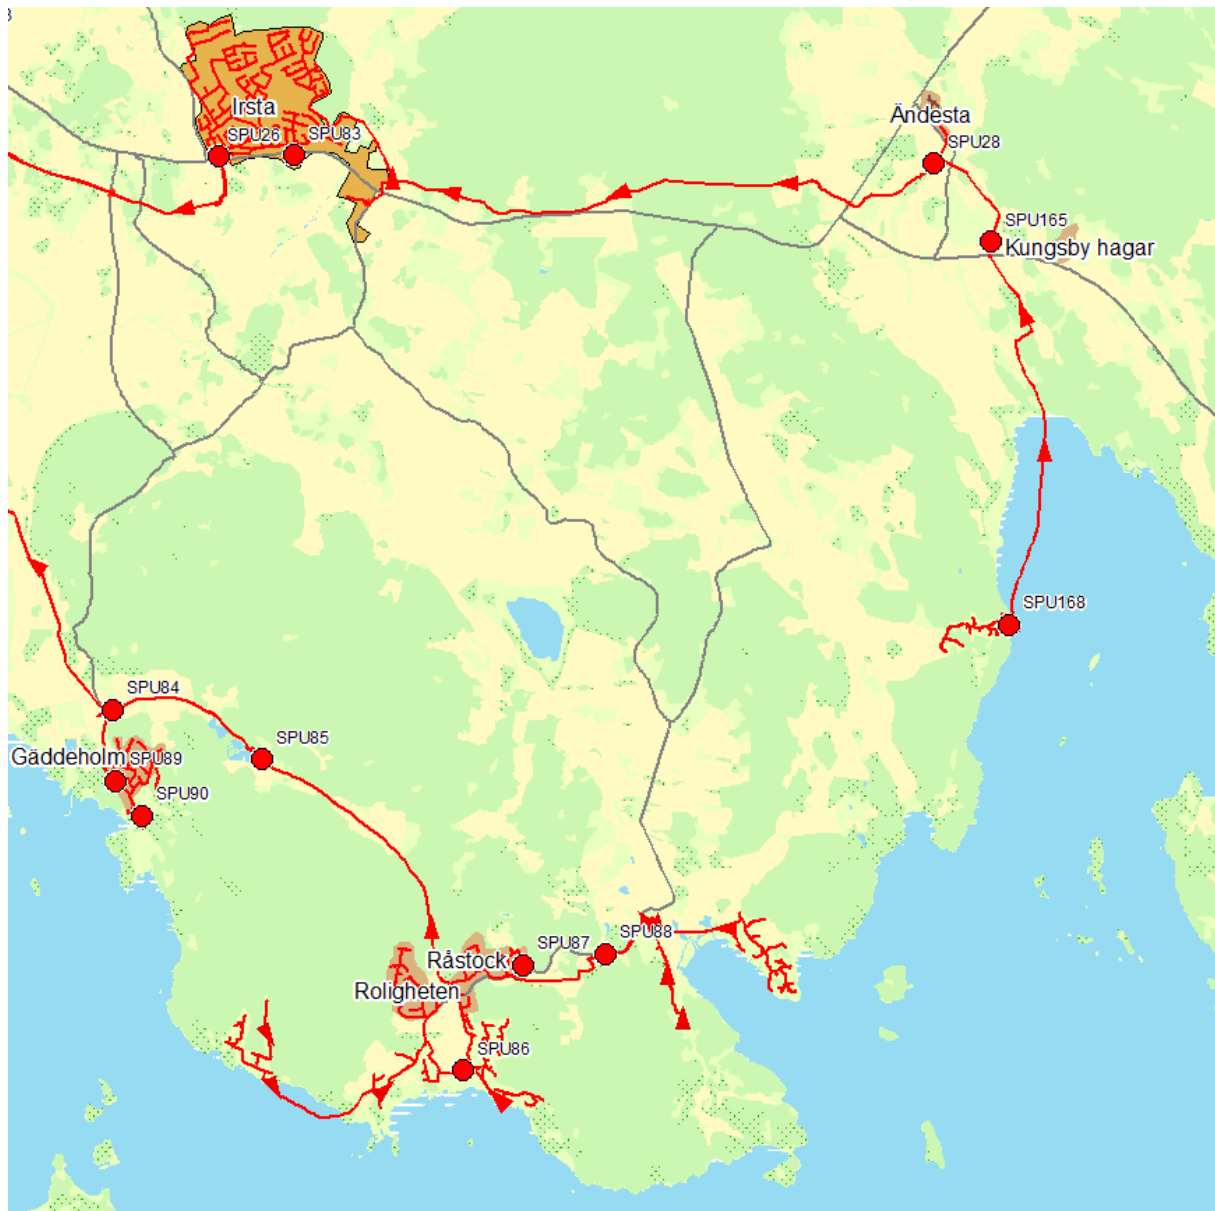 3
Irsta
SPU26
SPU83
Ändesta
SPU28
SPU165
Kungsby hagar
SPU168
SPU84
SPU85
Gäddeholm
SPU89
SPU90
SPU87
SPU88
Råstock
Roligheten
SPU86